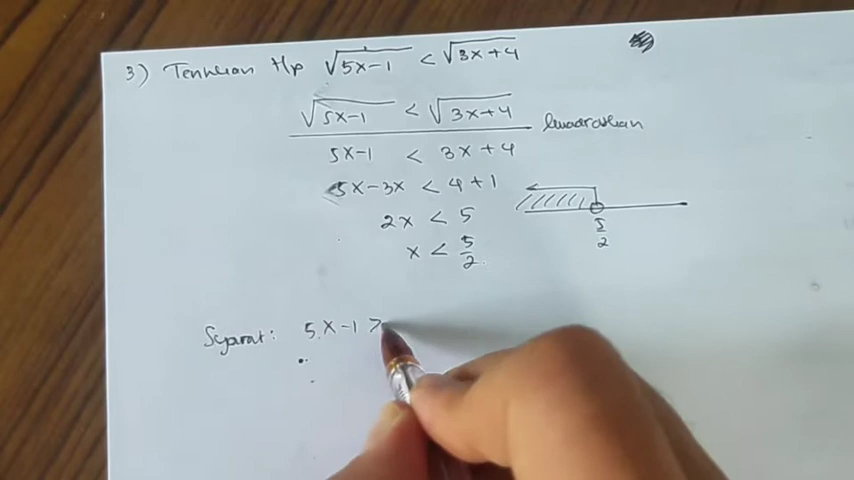 3) Tentukan Hp √5x-1 < √3x+4
√5x-1 < √3x+4 kuadratkan
5x-1 < 3x+4
5x-3x < 4+1
2x < 5
x < 5/2
5/2
Syarat: 5x-1 >